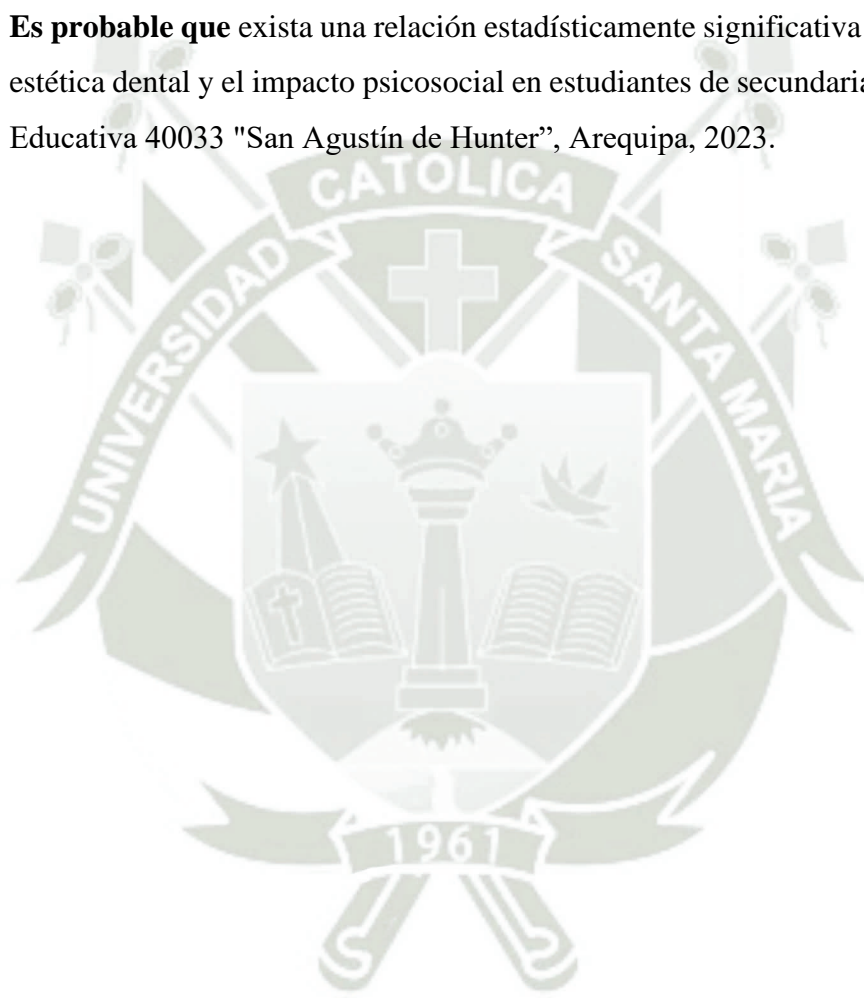 Es probable que exista una relación estadísticamente significativa
estética dental y el impacto psicosocial en estudiantes de secundaria
Educativa 40033 "San Agustín de Hunter”, Arequipa, 2023.
UNIVERSIDAD CATOLICA SANTA MARIA
1961